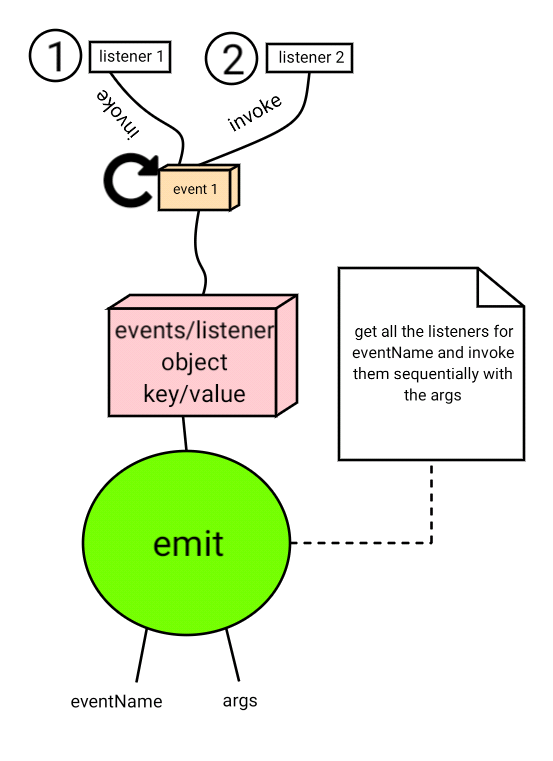 1
listener 1
2
listener 2
invoke
invoke
event 1
events/listener
object
key/value
get all the listeners for
eventName and invoke
them sequentially with
the args
emit
eventName
args